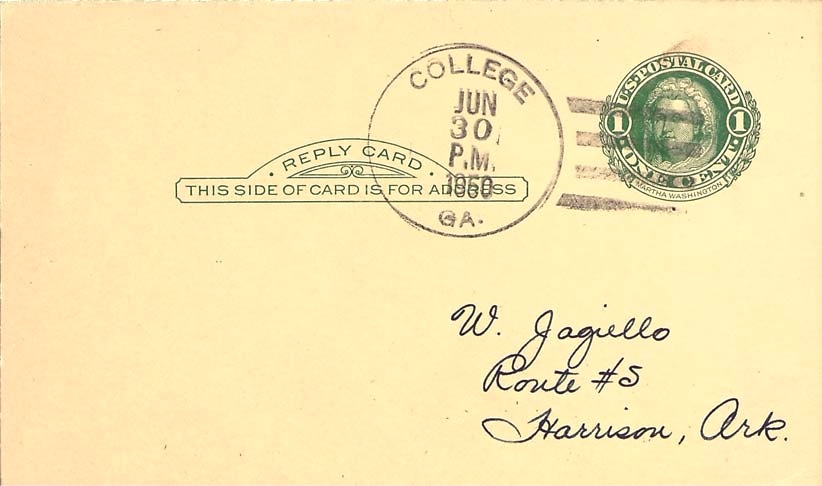 COLLEGE
JUN
30
P.M.
1950
GA.
U.S. POSTAL CARD
1 1
ONE CENT
MARTHA WASHINGTON
REPLY CARD
THIS SIDE OF CARD IS FOR ADDRESS
W. Jagiello
Route #5
Harrison, Ark.